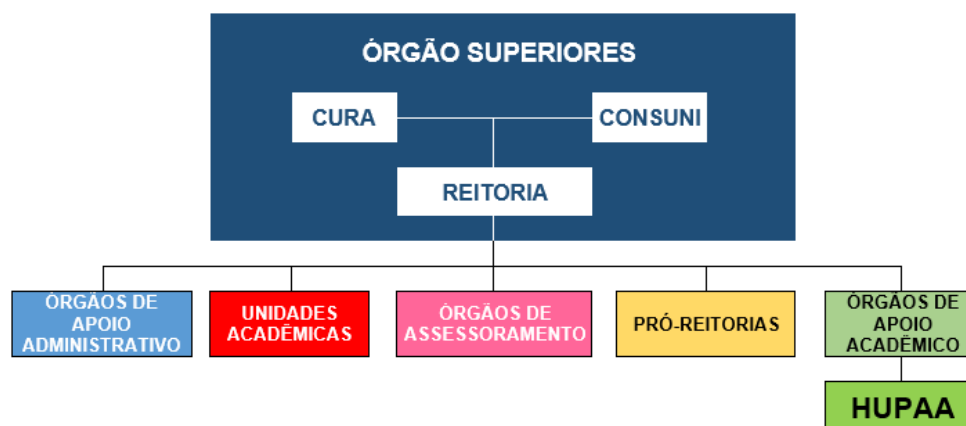 ÓRGÃO SUPERIORES
CURA
CONSUNI
REITORIA
ÓRGÃOS DE
APOIO
ADMINISTRATIVO
UNIDADES
ACADÊMICAS
ÓRGÃOS DE
ASSESSORAMENTO
PRÓ-REITORIAS
ÓRGÃOS DE
APOIO
ACADÊMICO
HUPAA